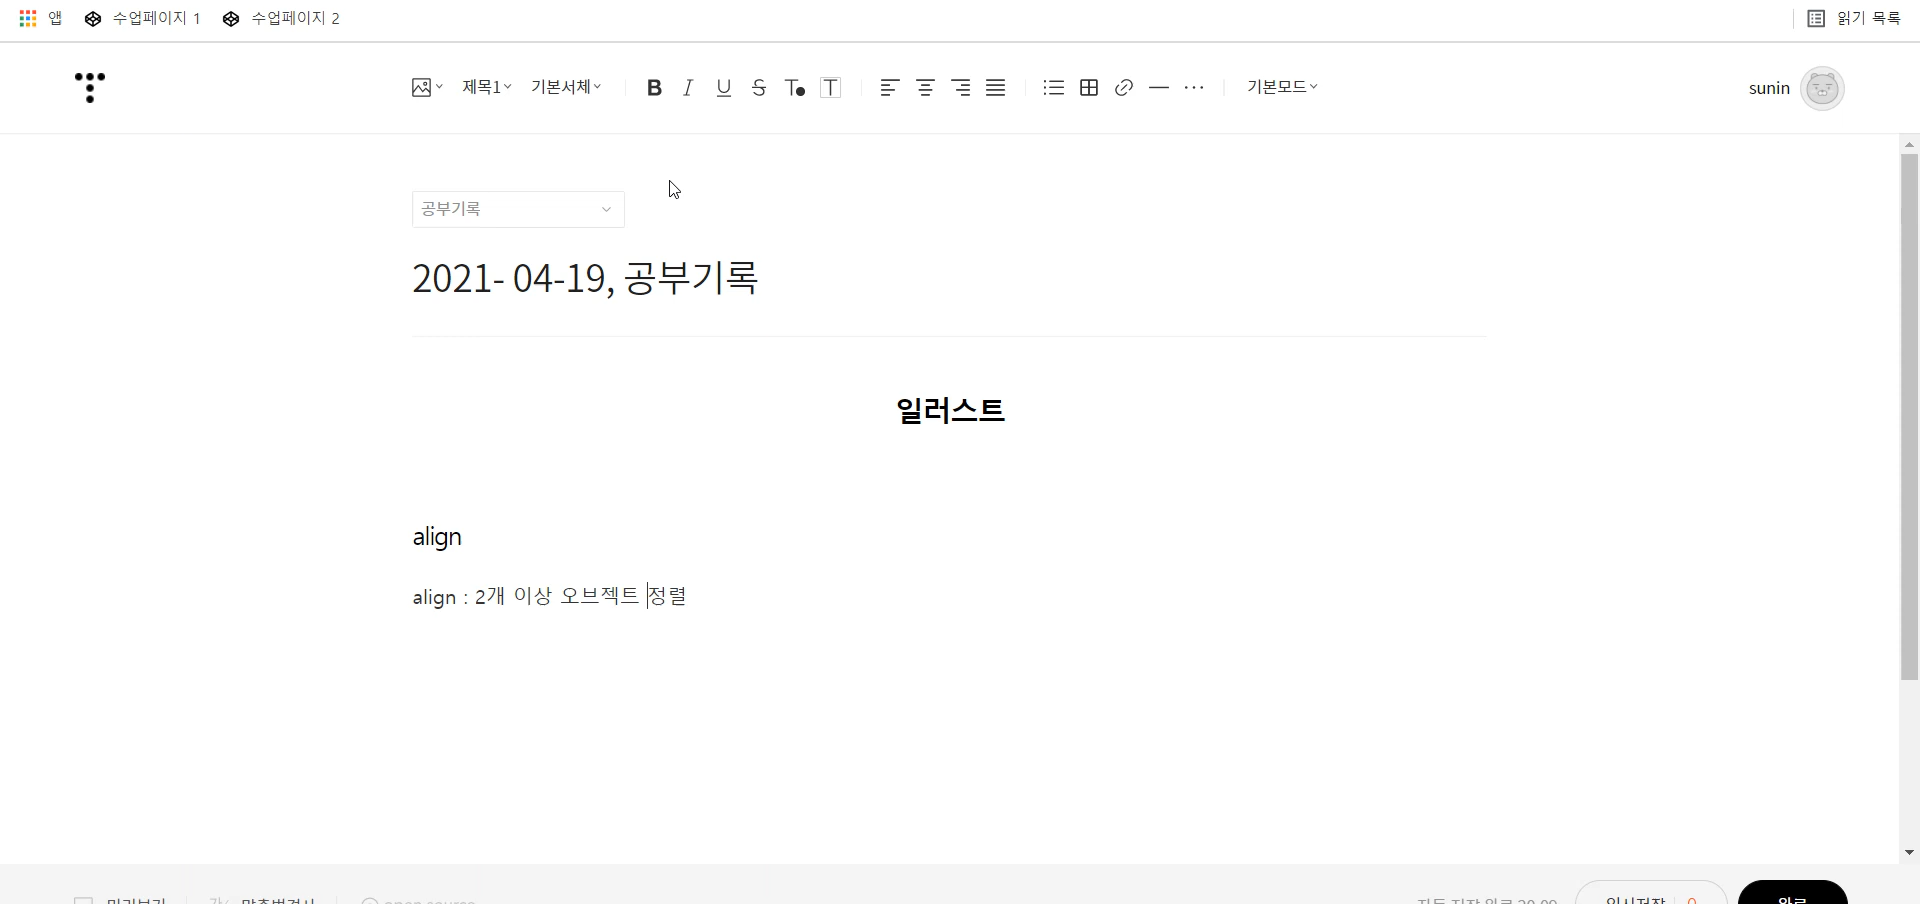 앱 수업페이지 1 수업페이지 2 읽기 목록
제목1 기본서체 B I U S T T 기본모드 sunin
공부기록
2021- 04-19, 공부기록
일러스트
align
align : 2개 이상 오브젝트 정렬